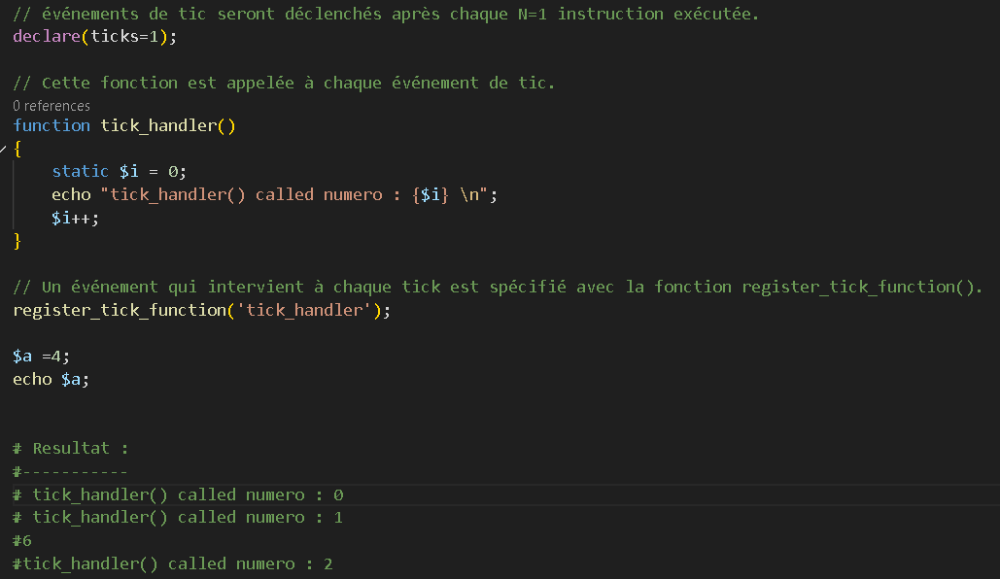 // événements de tic seront déclenchés après chaque N=1 instruction exécutée.
declare(ticks=1);
// Cette fonction est appelée à chaque événement de tic.
0 references
function tick_handler()
{
static $i = 0;
echo "tick_handler() called numero : {$i} \n";
$i++;
}
// Un événement qui intervient à chaque tick est spécifié avec la fonction register_tick_function().
register_tick_function('tick_handler');
$a =4;
echo $a;
# Resultat :
#-----------
# tick_handler() called numero : 0
# tick_handler() called numero : 1
#6
#tick_handler() called numero : 2